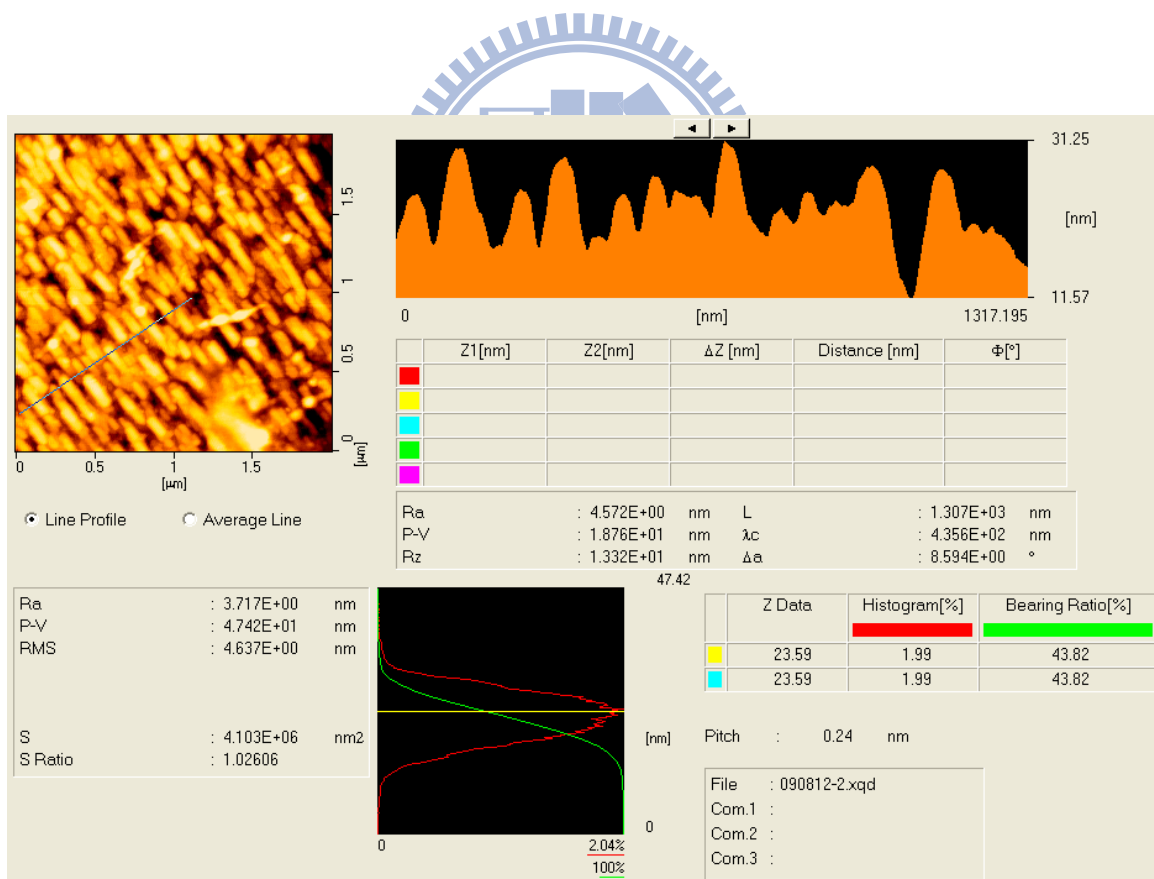 31.25
[nm]
11.57
0 [nm] 1317.195
1.5
1
0.5
0
[µm]
0 0.5 1 1.5
[µm]
Line Profile Average Line
Z1[nm] Z2[nm] ΔZ [nm] Distance [nm] Φ[°]
Ra : 4.572E+00 nm L : 1.307E+03 nm
P-V : 1.876E+01 nm λc : 4.356E+02 nm
Rz : 1.332E+01 nm Δa : 8.594E+00 °
Ra : 3.717E+00 nm
P-V : 4.742E+01 nm
RMS : 4.637E+00 nm
S : 4.103E+06 nm2
S Ratio : 1.02606
47.42
[nm]
0
0 2.04%
100%
Z Data Histogram[%] Bearing Ratio[%]
23.59 1.99 43.82
23.59 1.99 43.82
Pitch : 0.24 nm
File : 090812-2.xqd
Com.1 :
Com.2 :
Com.3 :